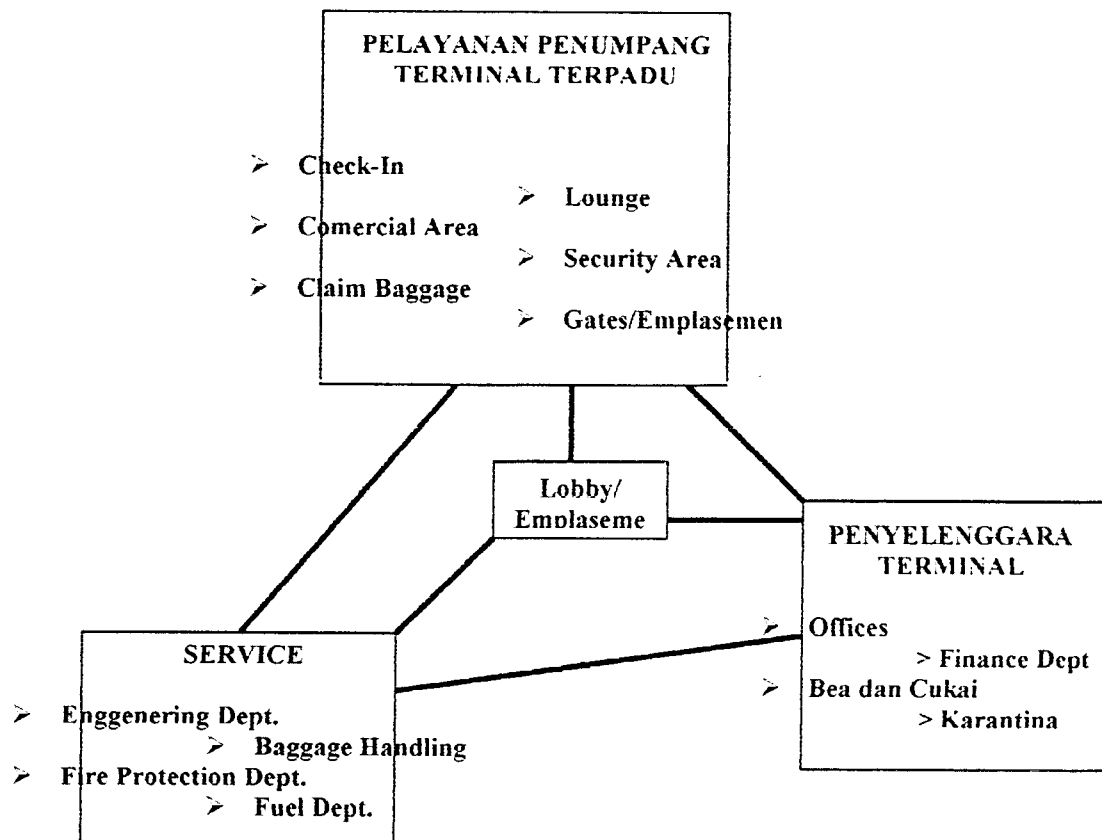 PELAYANAN PENUMPANG
TERMINAL TERPADU
➢ Check-In
➢ Lounge
➢ Comercial Area
➢ Security Area
➢ Claim Baggage
➢ Gates/Emplasemen
Lobby/
Emplaseme
PENYELENGGARA
TERMINAL
➢ Offices
> Finance Dept
➢ Bea dan Cukai
> Karantina
SERVICE
➢ Enggenering Dept.
➢ Baggage Handling
➢ Fire Protection Dept.
➢ Fuel Dept.